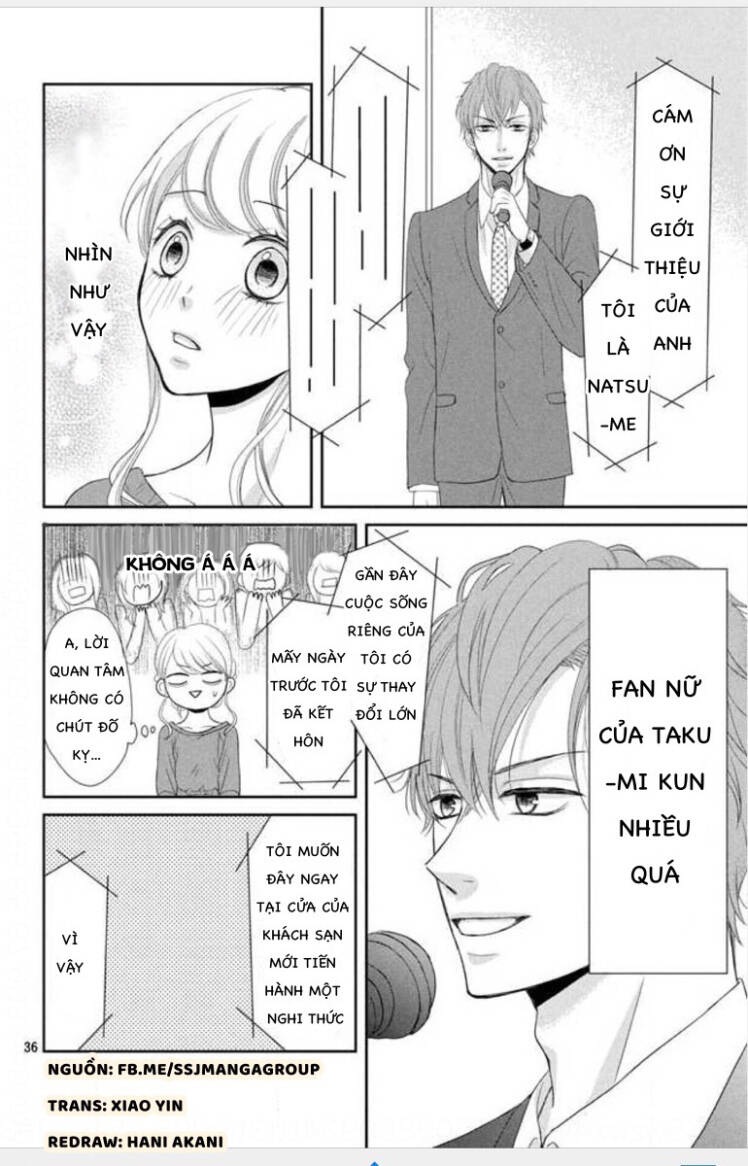 CÁM
ƠN
SỰ
GIỚI
THIỆU
CỦA
ANH
TÔI
LÀ
NATSU
-ME
NHÌN
NHƯ
VẬY
FAN NỮ
CỦA TAKU
-MI KUN
NHIỀU
QUÁ
GẦN ĐÂY
CUỘC SỐNG
RIÊNG CỦA
TÔI CÓ
SỰ THAY
ĐỔI LỚN
MẤY NGÀY
TRƯỚC TÔI
ĐÃ KẾT
HÔN
KHÔNG Á Á Á
A, LỜI
QUAN TÂM
KHÔNG CÓ
CHÚT ĐỐ
KỴ...
TÔI MUỐN
ĐÂY NGAY
TẠI CỬA CỦA
KHÁCH SẠN
MỚI TIẾN
HÀNH MỘT
NGHI THỨC
VÌ
VẬY
36
NGUỒN: FB.ME/SSJMANGAGROUP
TRANS: XIAO YIN
REDRAW: HANI AKANI